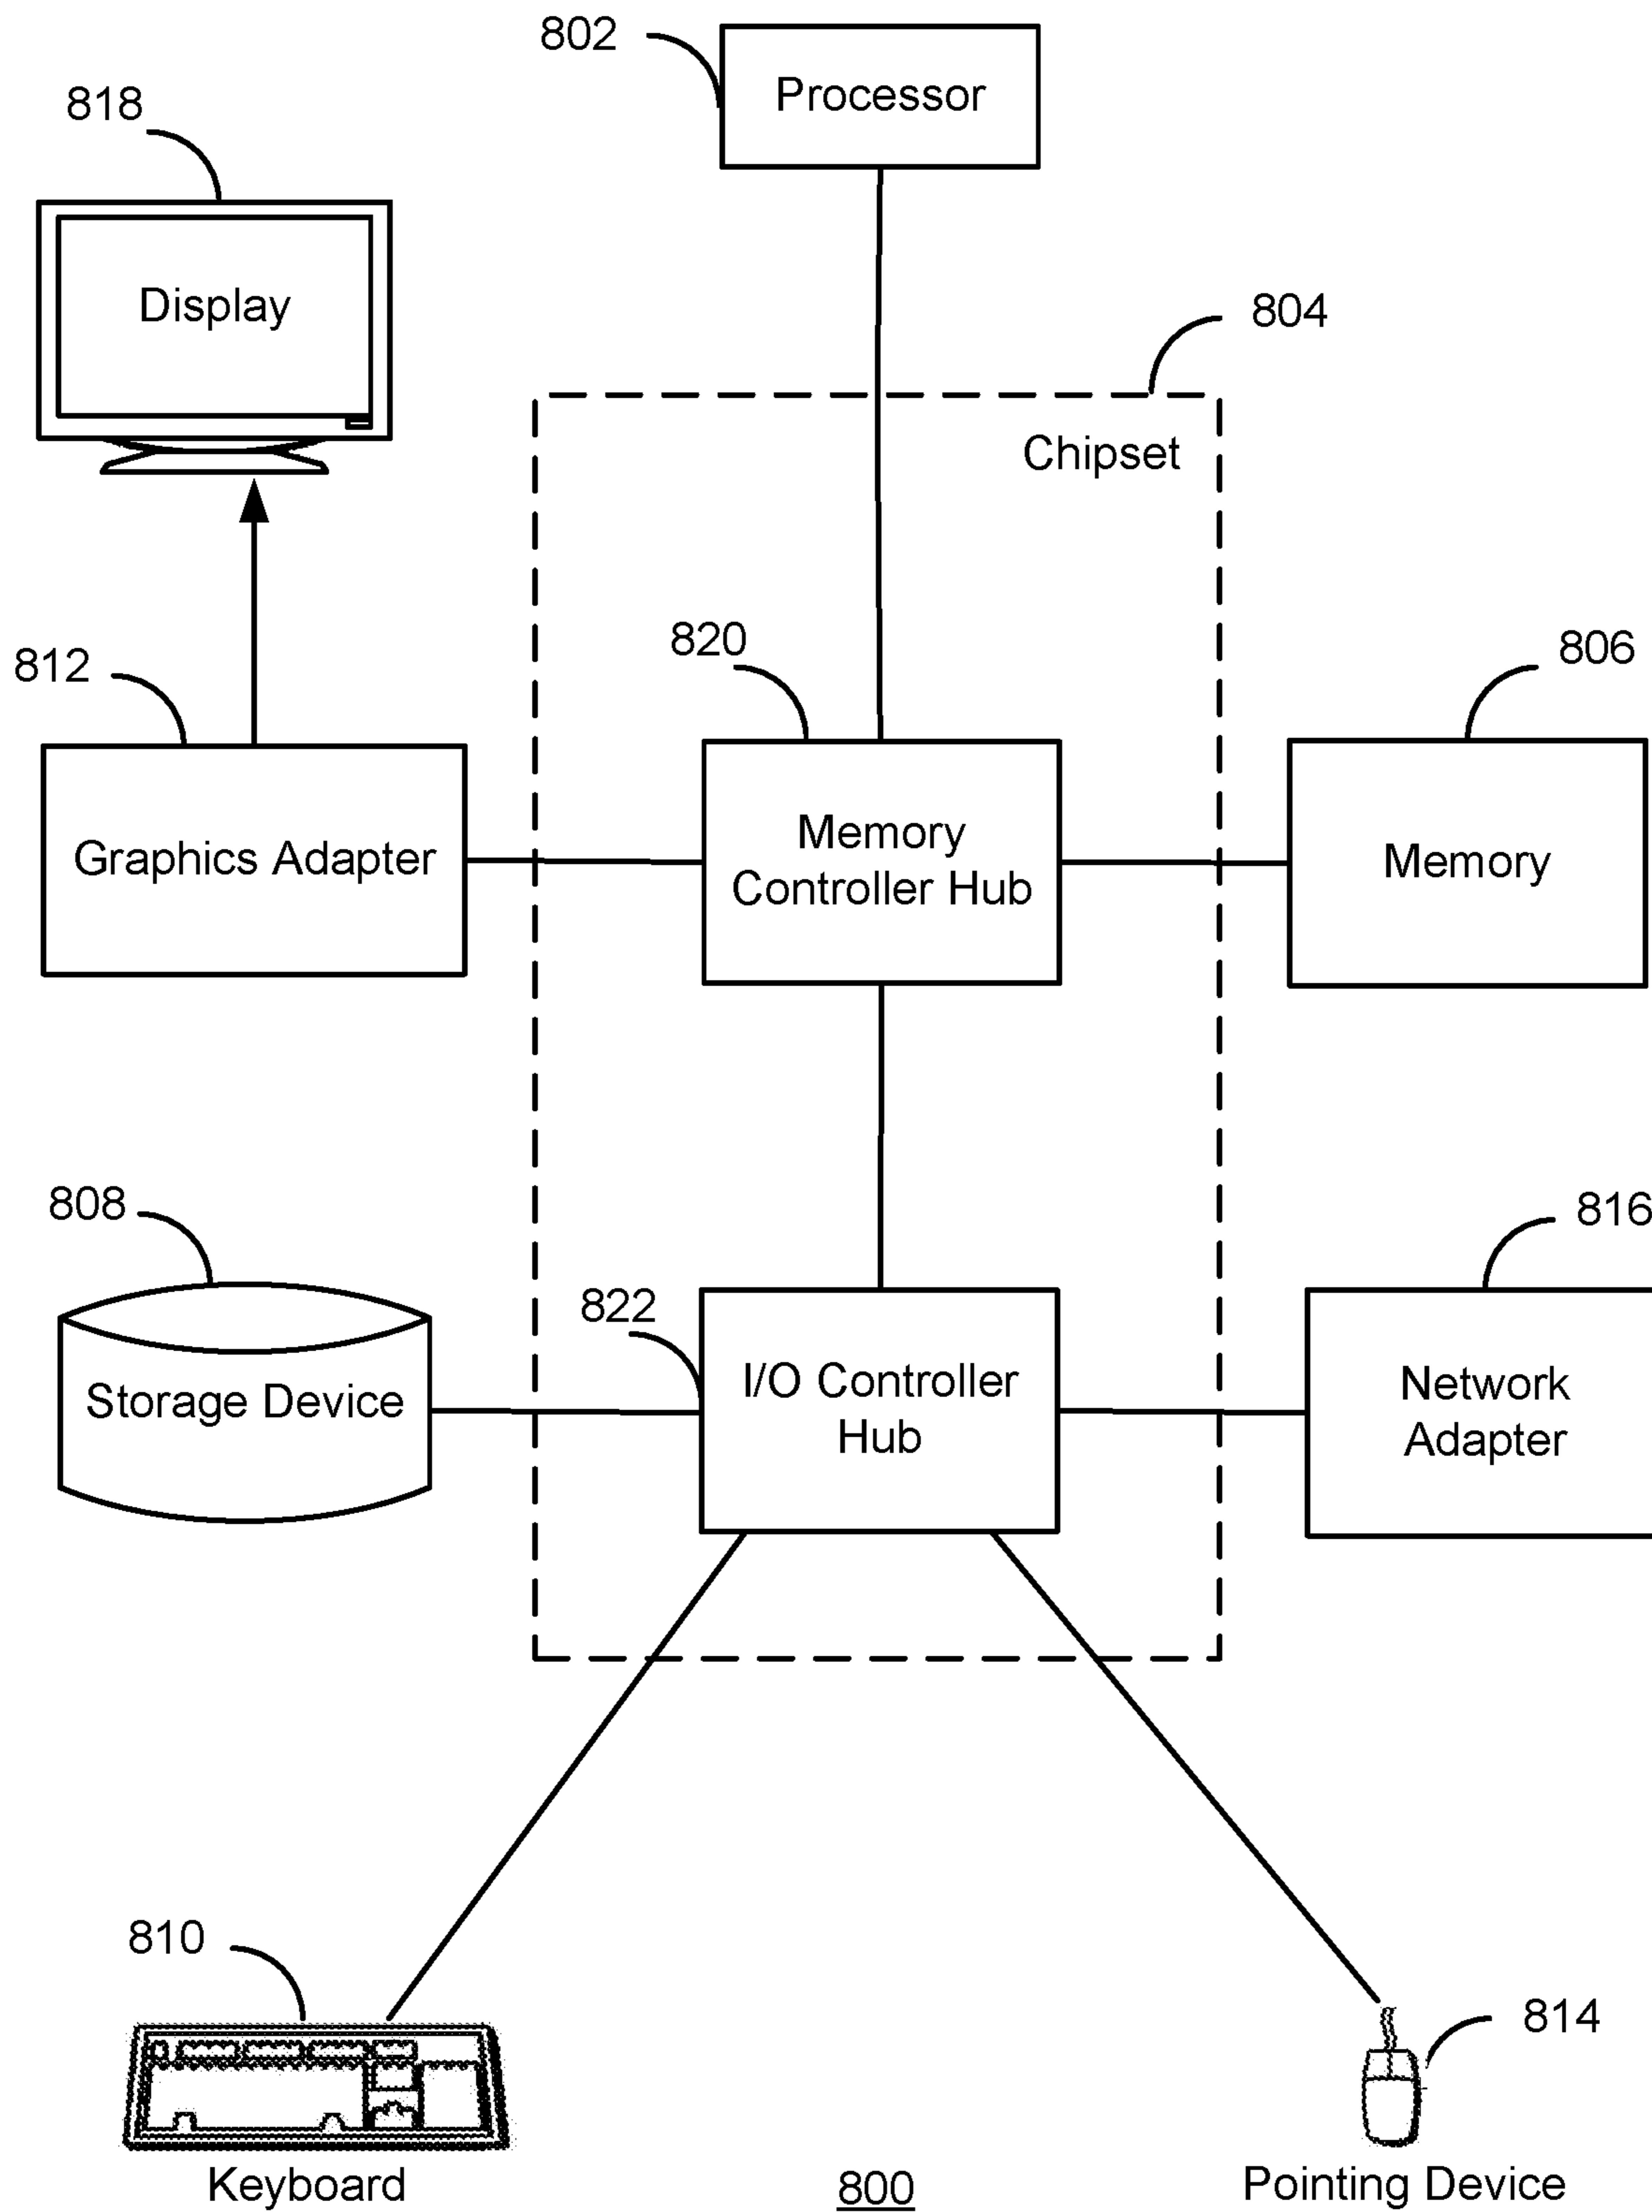 802
Processor
818
Display
804
Chipset
812
820
806
Graphics Adapter
Memory
Controller Hub
Memory
808
822
816
Storage Device
I/O Controller
Hub
Network
Adapter
810
814
Keyboard
800
Pointing Device